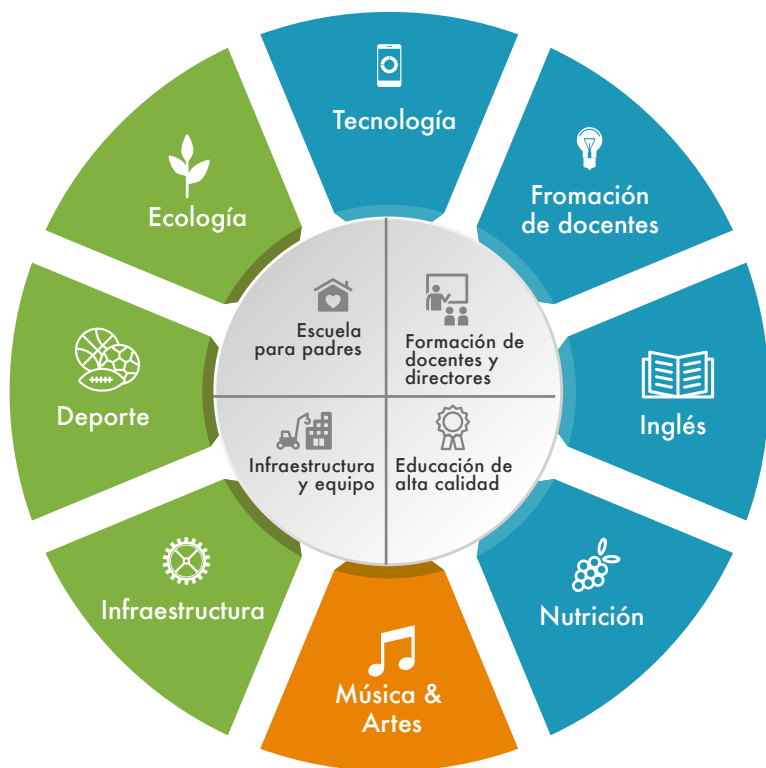 Tecnología
Fromación
de docentes
Inglés
Nutrición
Música &
Artes
Infraestructura
Deporte
Ecología
Escuela
para padres
Formación de
docentes y
directores
Infraestructura
y equipo
Educación de
alta calidad